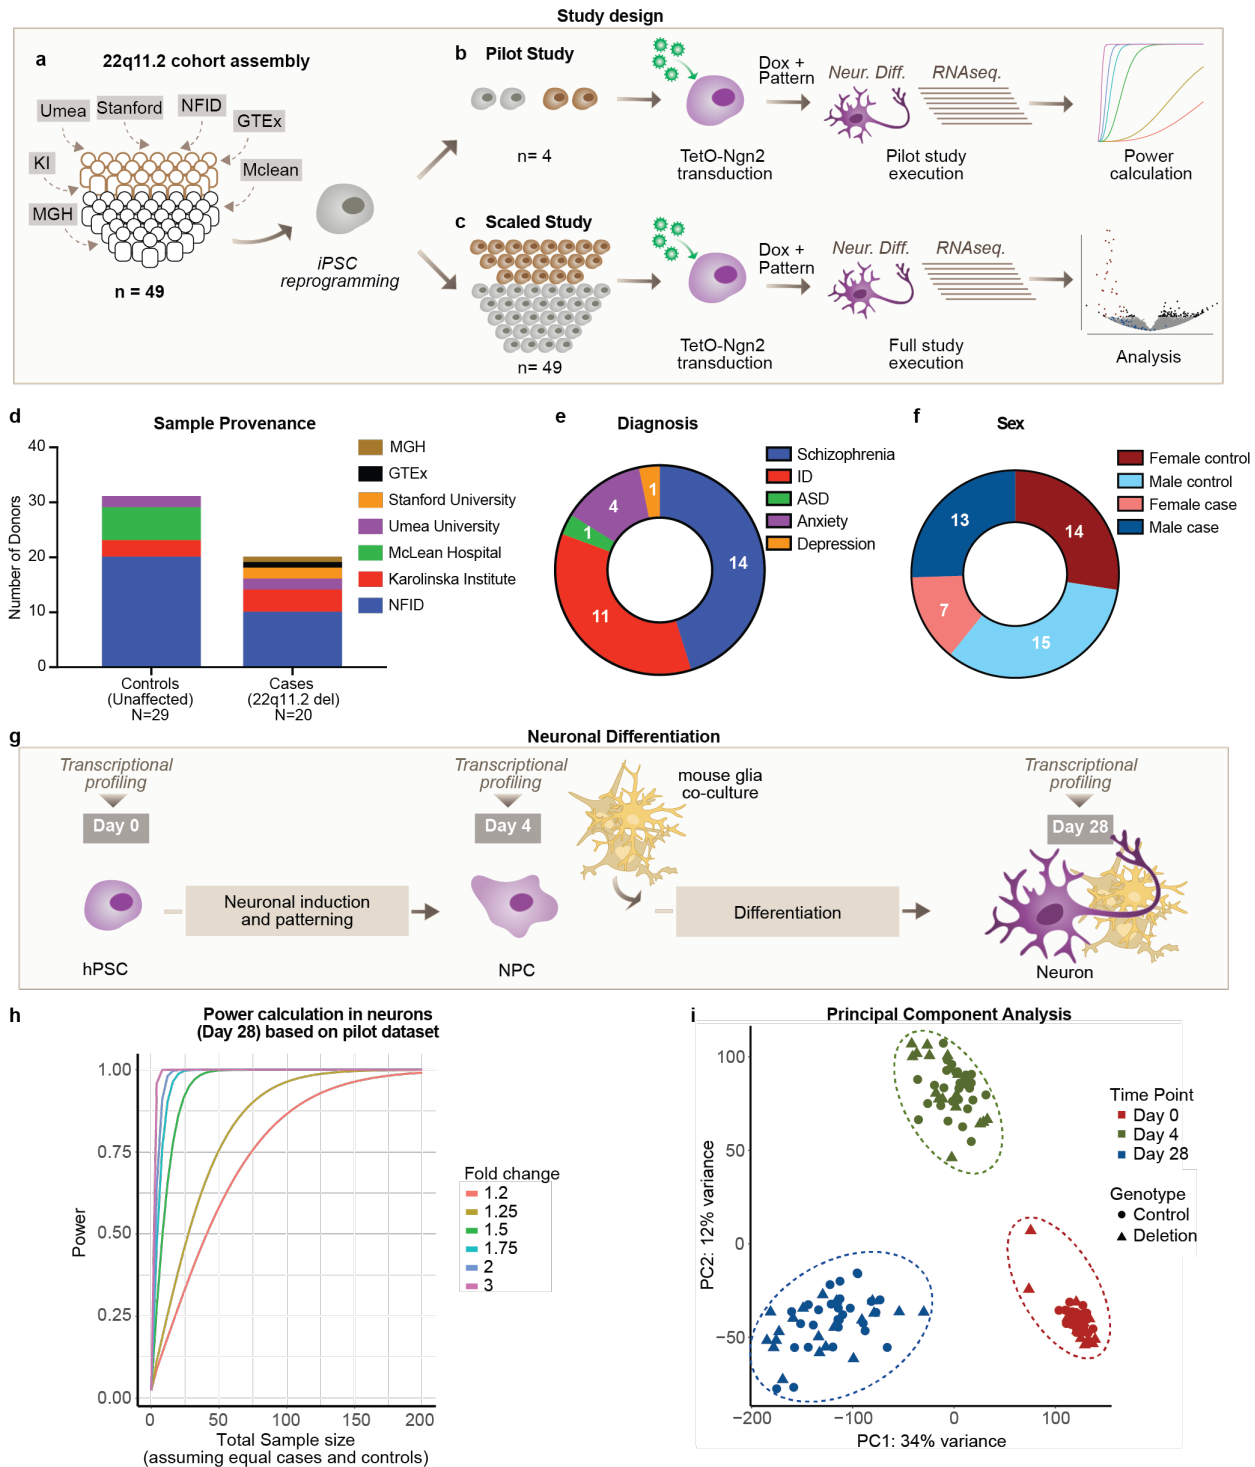 Study design
a
22q11.2 cohort assembly
Umea
Stanford
NFID
GTEx
KI
Mclean
MGH
n = 49
iPSC
reprogramming
b
Pilot Study
n= 4
TetO-Ngn2
transduction
Dox +
Pattern
Neur. Diff.
RNAseq.
Pilot study
execution
Power
calculation
c
Scaled Study
n= 49
TetO-Ngn2
transduction
Dox +
Pattern
Neur. Diff.
RNAseq.
Full study
execution
Analysis
d
Sample Provenance
Number of Donors
40
30
20
10
0
Controls
(Unaffected)
N=29
Cases
(22q11.2 del)
N=20
MGH
GTEx
Stanford University
Umea University
McLean Hospital
Karolinska Institute
NFID
e
Diagnosis
1
4
1
11
14
Schizophrenia
ID
ASD
Anxiety
Depression
f
Sex
13
14
7
15
Female control
Male control
Female case
Male case
g
Neuronal Differentiation
Transcriptional
profiling
Day 0
hPSC
Neuronal induction
and patterning
Transcriptional
profiling
Day 4
NPC
mouse glia
co-culture
Differentiation
Transcriptional
profiling
Day 28
Neuron
h
Power calculation in neurons
(Day 28) based on pilot dataset
Power
1.00
0.75
0.50
0.25
0.00
0
50
100
150
200
Total Sample size
(assuming equal cases and controls)
Fold change
1.2
1.25
1.5
1.75
2
3
i
Principal Component Analysis
PC2: 12% variance
100
50
0
−50
−200
−100
0
100
PC1: 34% variance
Time Point
Day 0
Day 4
Day 28
Genotype
Control
Deletion